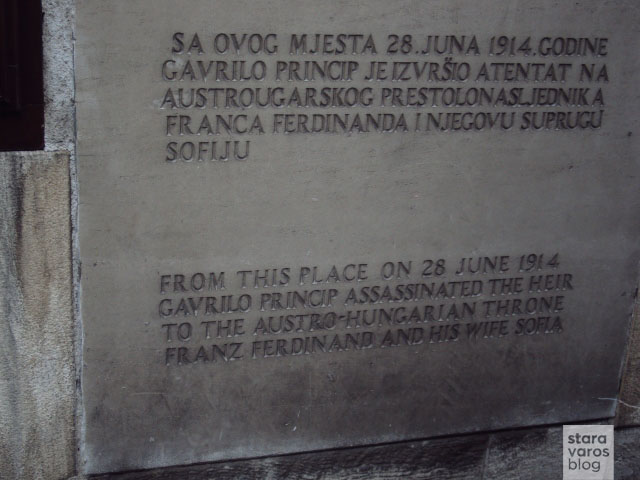 SA OVOG MJESTA 28. JUNA 1914. GODINE
GAVRILO PRINCIP JE IZVRŠIO ATENTAT NA
AUSTROUGARSKOG PRESTOLONASLJEDNIKA
FRANCA FERDINANDA I NJEGOVU SUPRUGU
SOFIJU
FROM THIS PLACE ON 28 JUNE 1914
GAVRILO PRINCIP ASSASSINATED THE HEIR
TO THE AUSTRO-HUNGARIAN THRONE
FRANZ FERDINAND AND HIS WIFE SOFIA
stara
varos
blog